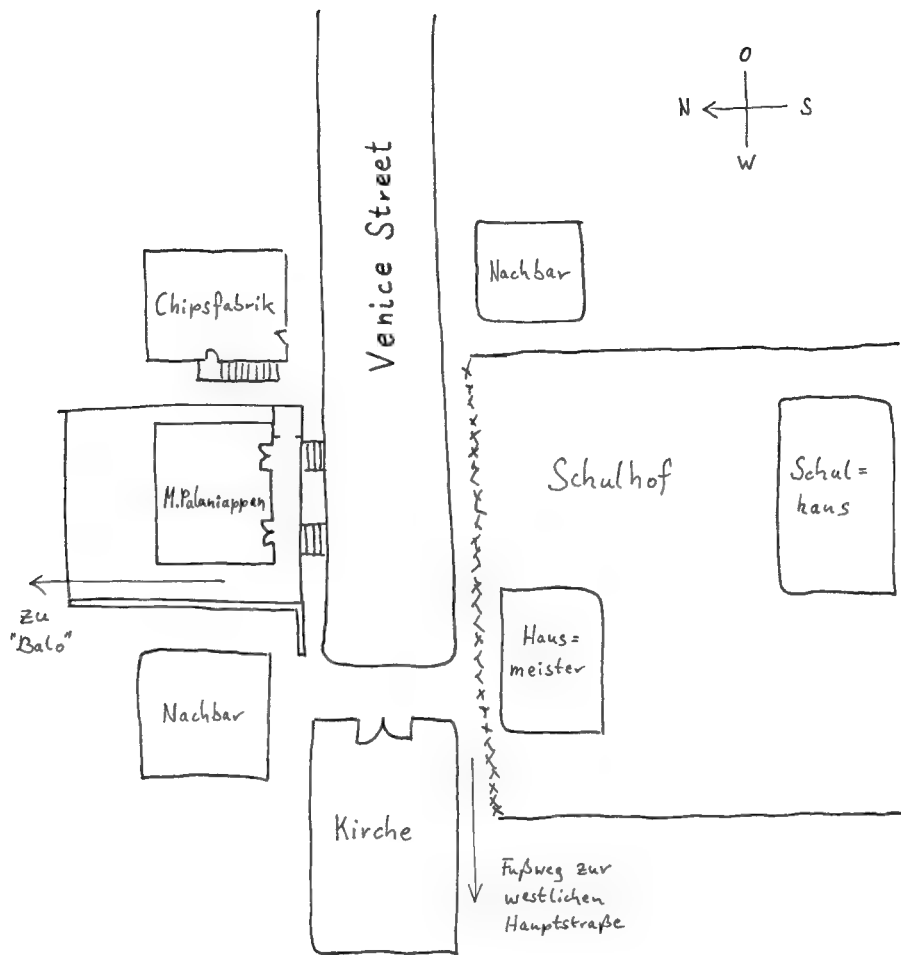 O
N
S
W
Venice Street
Nachbar
Chipsfabrik
Schulhof
Schul=
haus
M. Palaniappen
zu
"Balo"
Haus=
meister
Nachbar
Kirche
Fußweg zur
westlichen
Hauptstraße